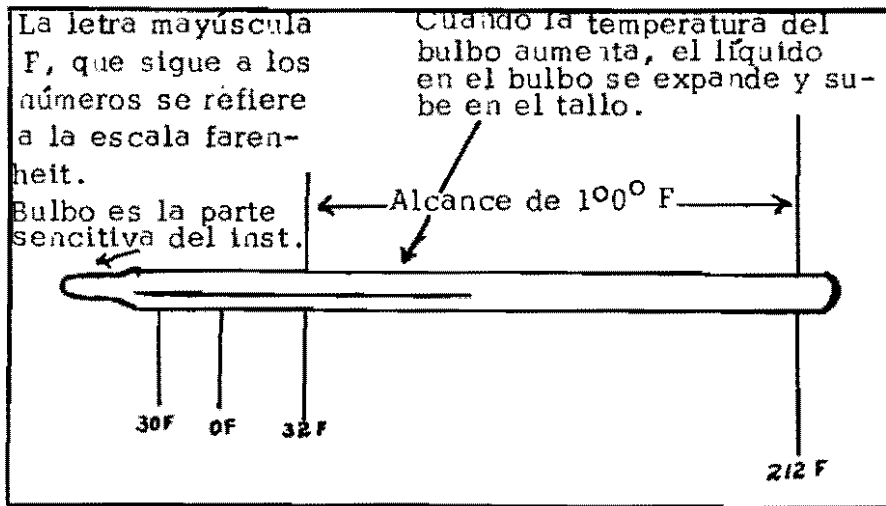 La letra mayúscula
F, que sigue a los
números se refiere
a la escala faren-
heit.
Bulbo es la parte
sencitiva del inst.
Cuando la temperatura del
bulbo aumenta, el líquido
en el bulbo se expande y su-
be en el tallo.
Alcance de 1º0º F
30F
0F
32F
212 F